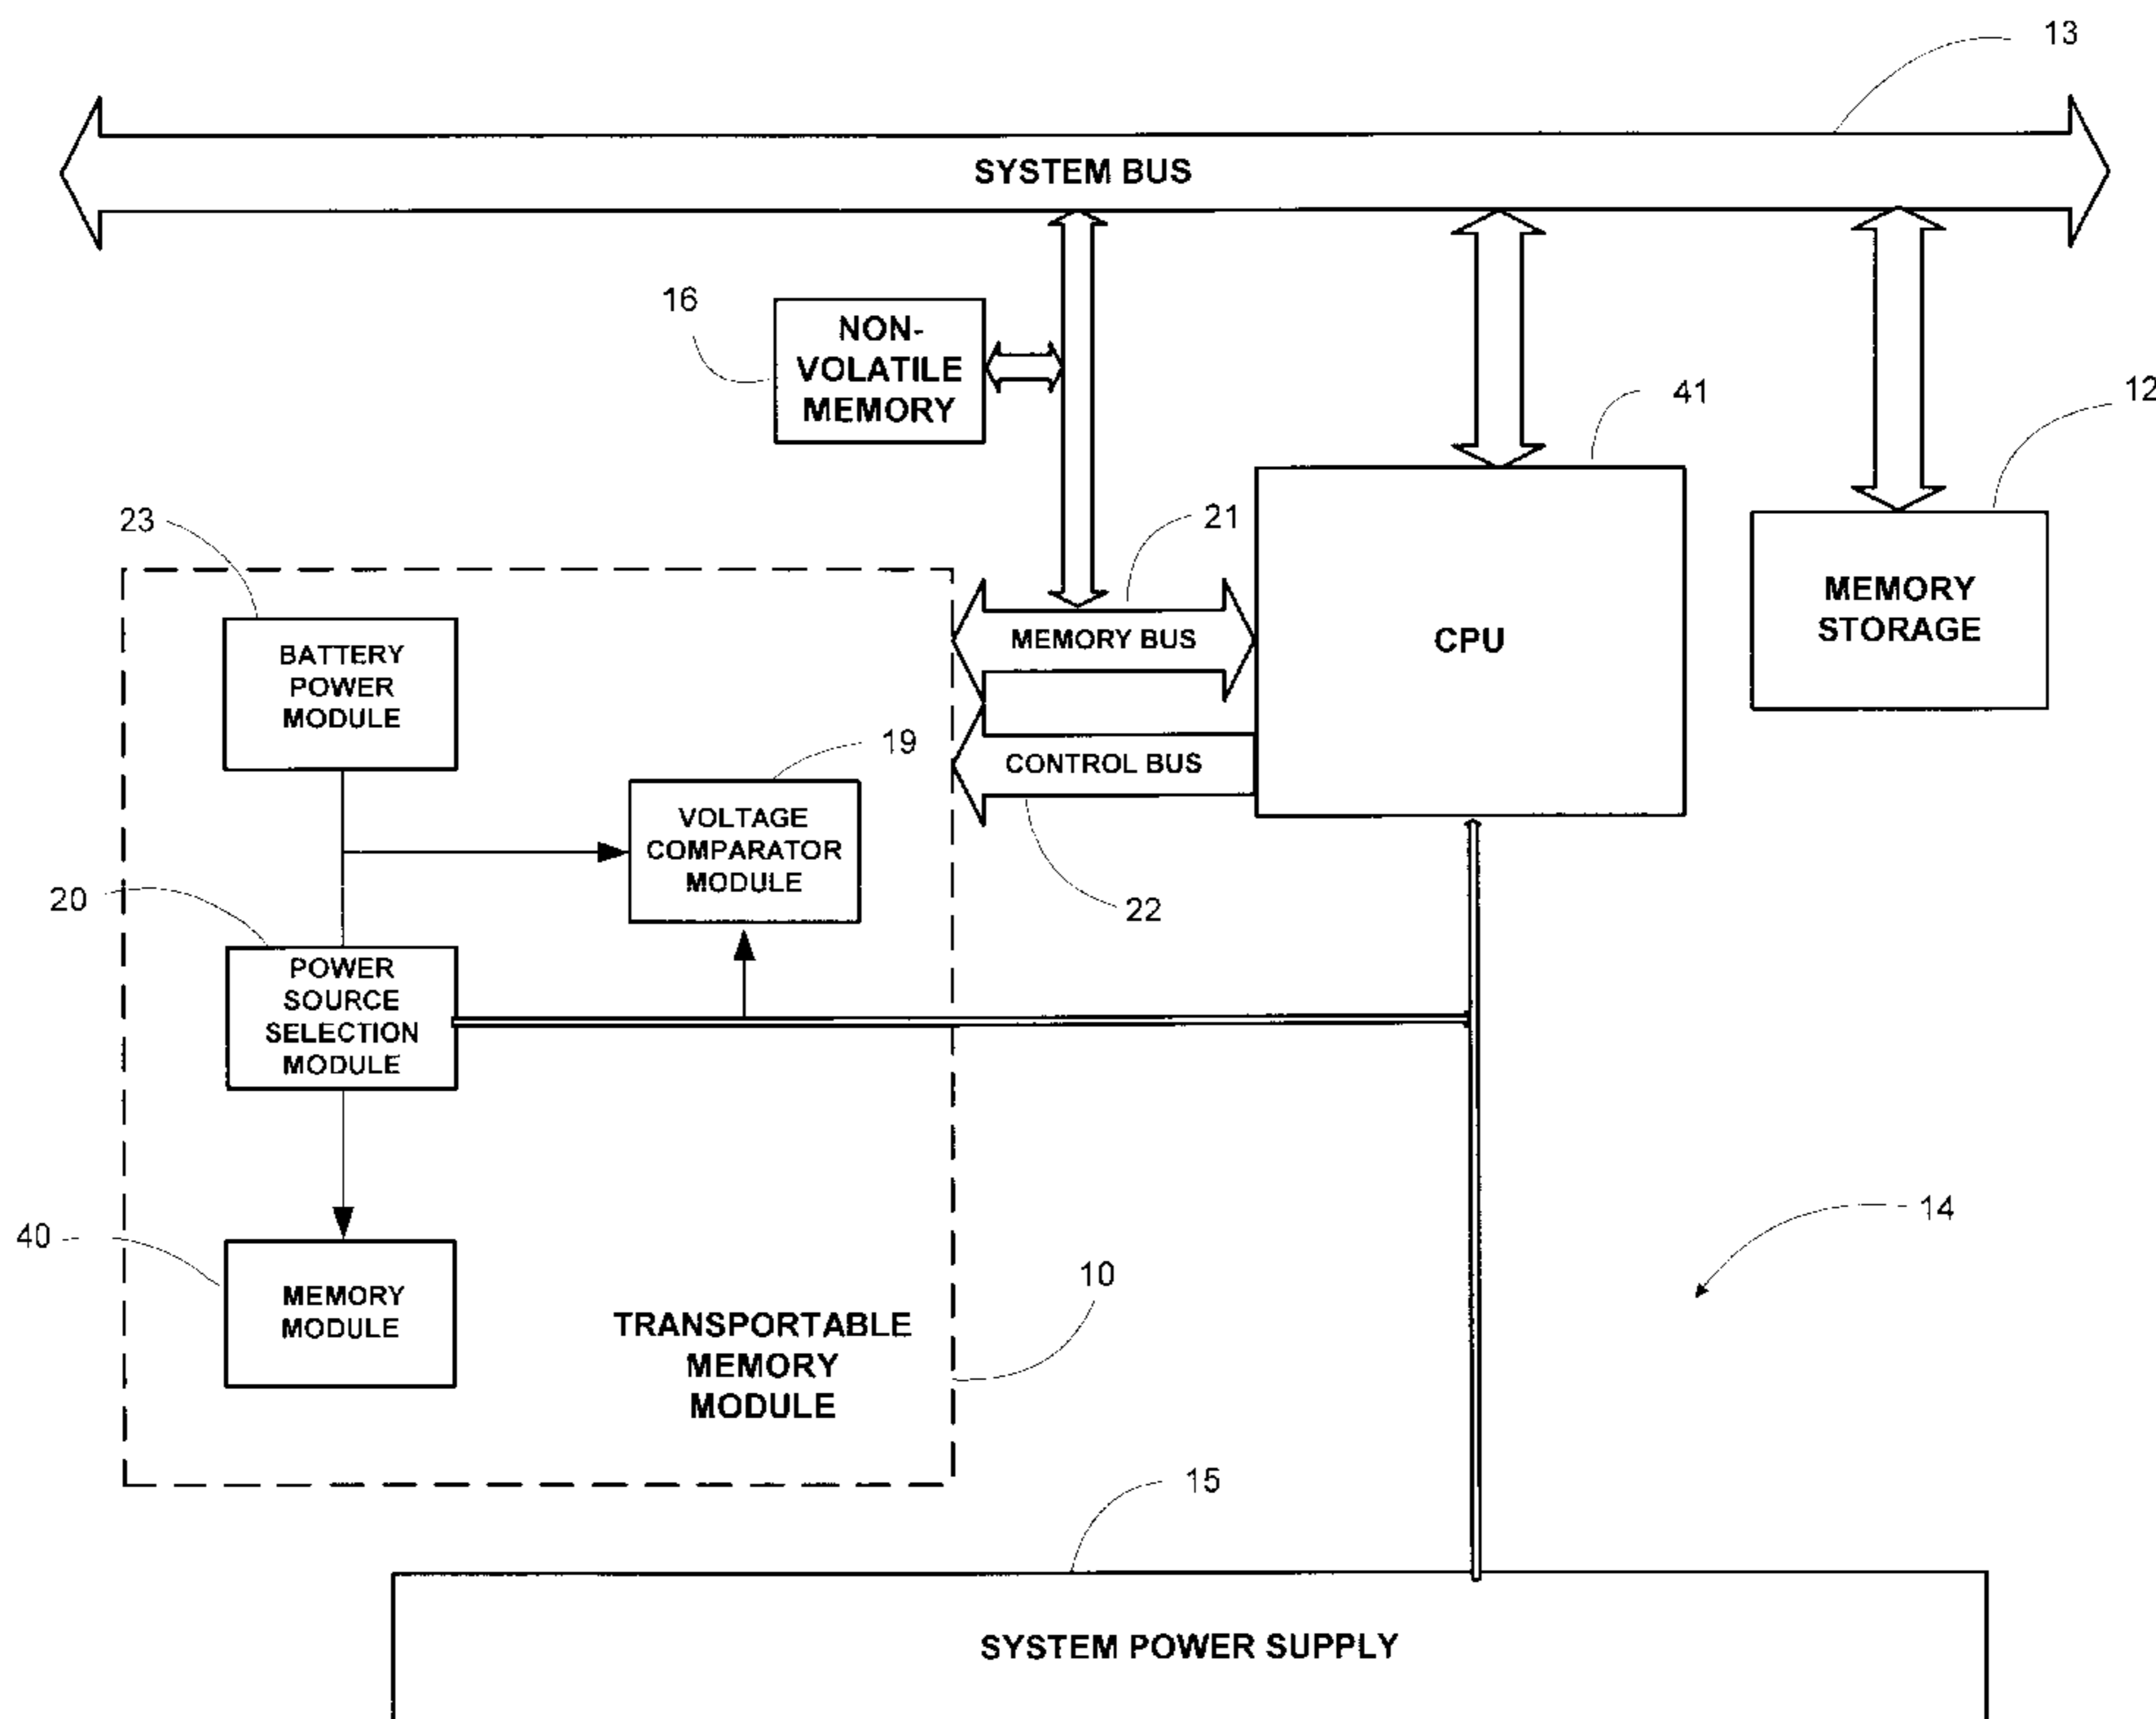 13
SYSTEM BUS
16
NON-
VOLATILE
MEMORY
41
12
23
21
BATTERY
POWER
MODULE
MEMORY BUS
CPU
MEMORY
STORAGE
19
CONTROL BUS
VOLTAGE
COMPARATOR
MODULE
20
22
POWER
SOURCE
SELECTION
MODULE
14
40
10
MEMORY
MODULE
TRANSPORTABLE
MEMORY
MODULE
15
SYSTEM POWER SUPPLY